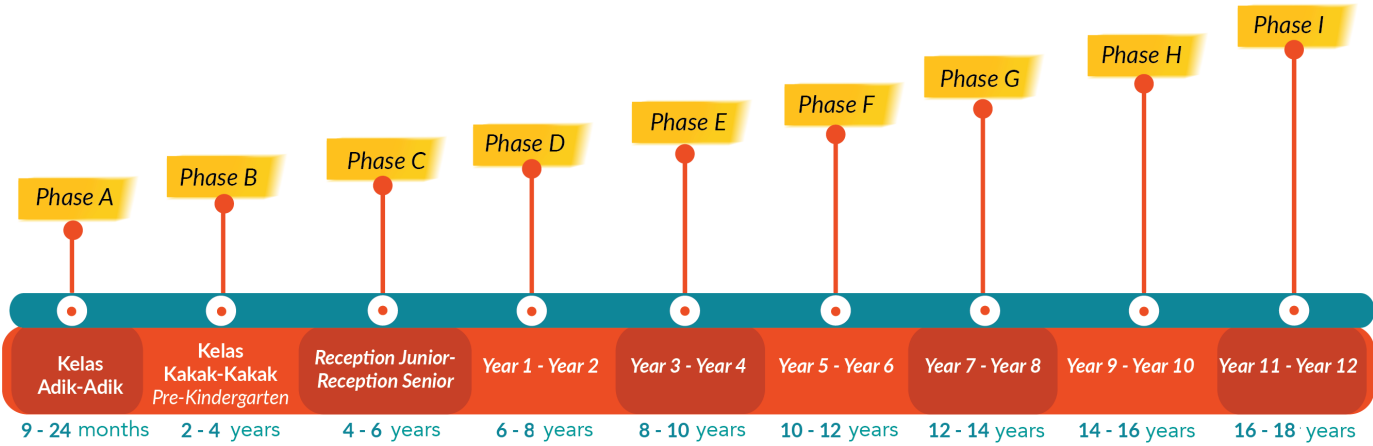 Phase A
Phase B
Phase C
Phase D
Phase E
Phase F
Phase G
Phase H
Phase I
Kelas
Adik-Adik
Kelas
Kakak-Kakak
Pre-Kindergarten
Reception Junior-
Reception Senior
Year 1 - Year 2
Year 3 - Year 4
Year 5 - Year 6
Year 7 - Year 8
Year 9 - Year 10
Year 11 - Year 12
9 - 24 months
2 - 4 years
4 - 6 years
6 - 8 years
8 - 10 years
10 - 12 years
12 - 14 years
14 - 16 years
16 - 18 years